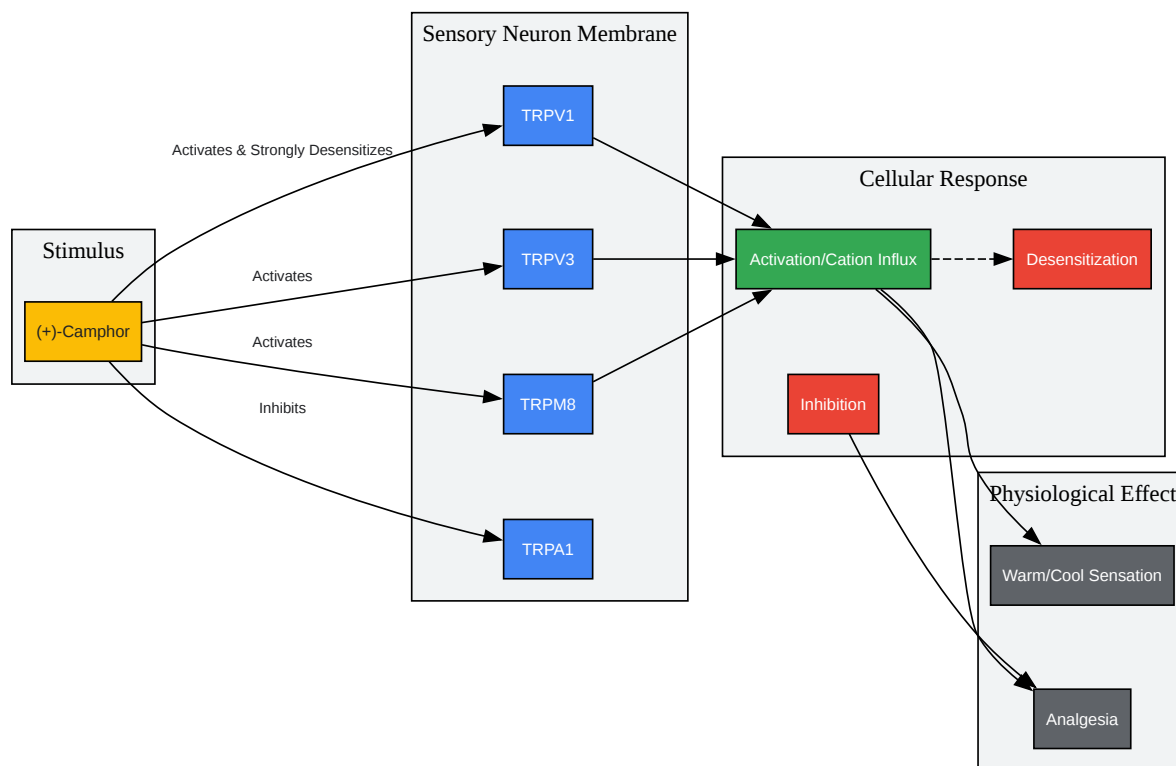 Stimulus
(+)-Camphor
Activates & Strongly Desensitizes
Activates
Activates
Inhibits
Sensory Neuron Membrane
TRPV1
TRPV3
TRPM8
TRPA1
Cellular Response
Activation/Cation Influx
Desensitization
Inhibition
Physiological Effect
Warm/Cool Sensation
Analgesia